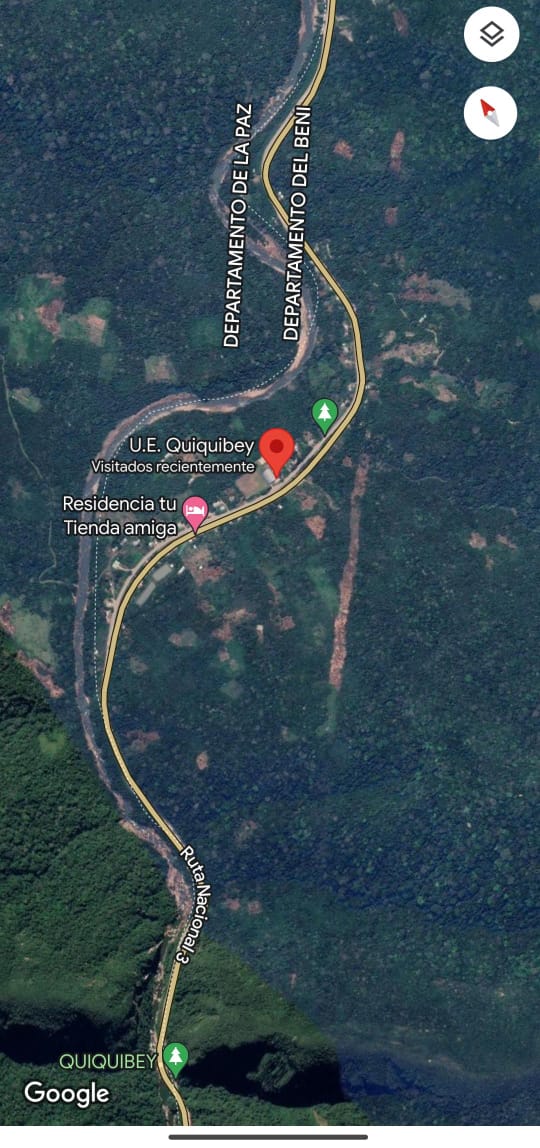 Google
QUIQUIBEY
Ruta Nacional 3
Residencia tu
Tienda amiga
U.E. Quiquibey
Visitados recientemente
DEPARTAMENTO DE LA PAZ
DEPARTAMENTO DEL BENI